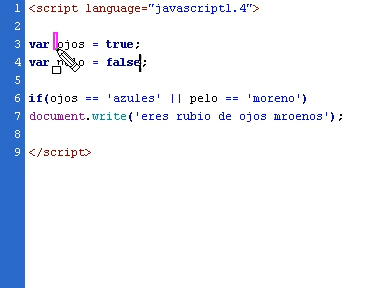 1 <script language="javascript1.4">
2
3 var ojos = true;
4 var = false;
5
6 if(ojos == 'azules' || pelo == 'moreno')
7 document.write('eres rubio de ojos mroenos');
8
9 </script>